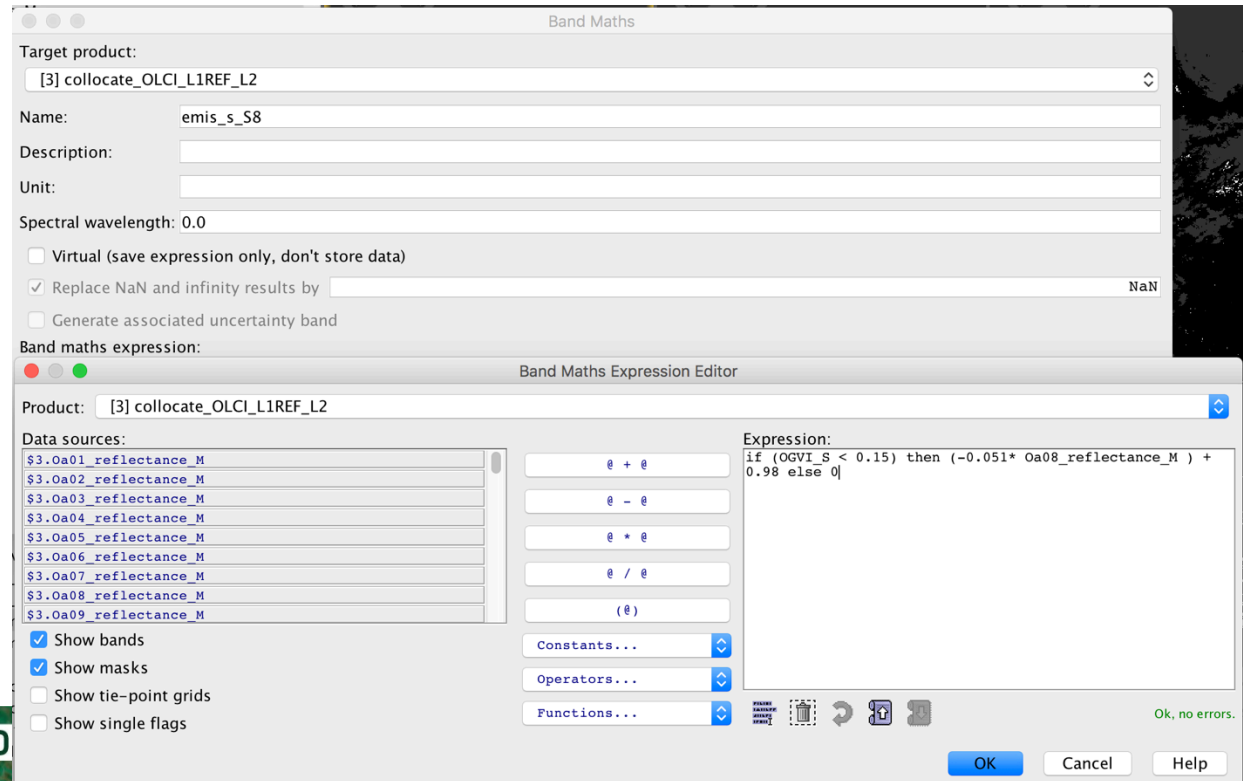 Band Maths
Target product:
[3] collocate_OLCI_L1REF_L2
Name: emis_s_S8
Description:
Unit:
Spectral wavelength: 0.0
Virtual (save expression only, don't store data)
Replace NaN and infinity results by NaN
Generate associated uncertainty band
Band maths expression:
Band Maths Expression Editor
Product: [3] collocate_OLCI_L1REF_L2
Data sources:
$3.Oa01_reflectance_M
$3.Oa02_reflectance_M
$3.Oa03_reflectance_M
$3.Oa04_reflectance_M
$3.Oa05_reflectance_M
$3.Oa06_reflectance_M
$3.Oa07_reflectance_M
$3.Oa08_reflectance_M
$3.Oa09_reflectance_M
Show bands
Show masks
Show tie-point grids
Show single flags
@ + @
@ - @
@ * @
@ / @
(@)
Constants...
Operators...
Functions...
Expression:
if (OGVI_S < 0.15) then (-0.051* Oa08_reflectance_M ) +
0.98 else 0
Ok, no errors.
OK Cancel Help